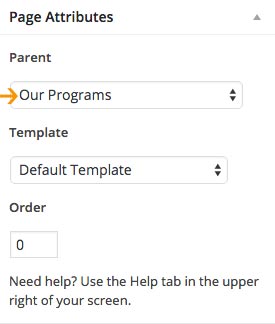 Page Attributes
Parent
Our Programs
Template
Default Template
Order
0
Need help? Use the Help tab in the upper
right of your screen.